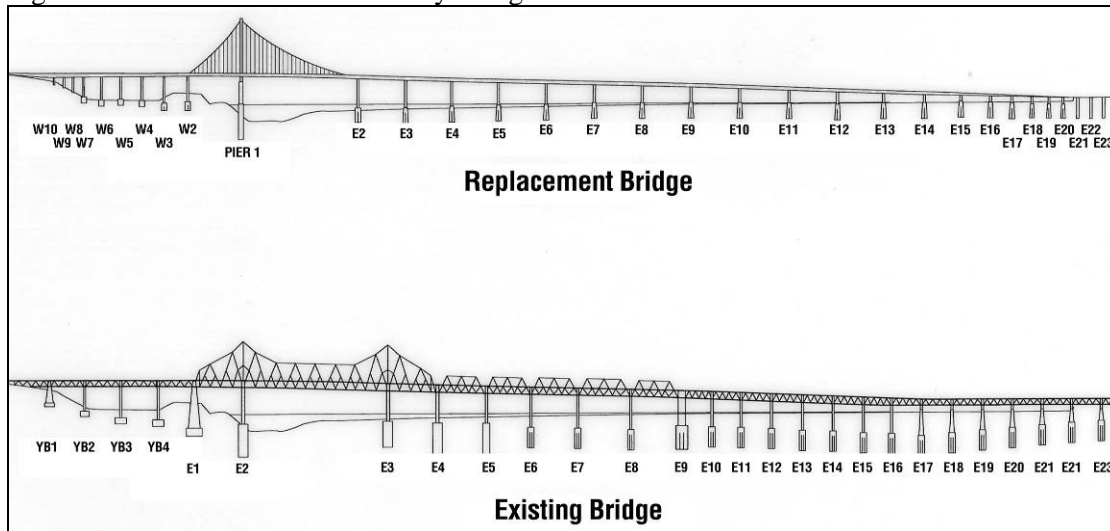 W10 W8 W6 W4 W2 E2 E3 E4 E5 E6 E7 E8 E9 E10 E11 E12 E13 E14 E15 E16 E18 E20 E22
W9 W7 W5 W3 PIER 1 E17 E19 E21 E23
Replacement Bridge
YB1 YB2 YB3 YB4 E1 E2 E3 E4 E5 E6 E7 E8 E9 E10 E11 E12 E13 E14 E15 E16 E17 E18 E19 E20 E21 E21 E23
Existing Bridge